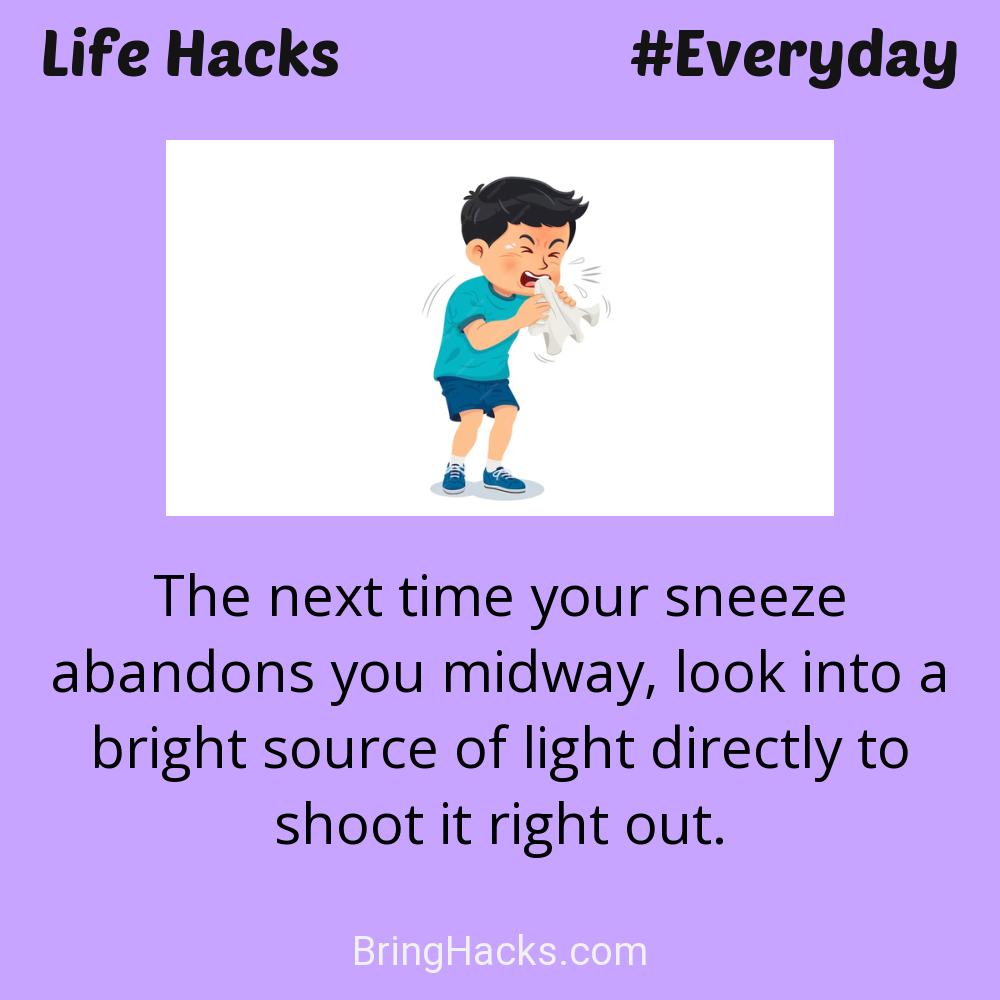 Life Hacks #Everyday
The next time your sneeze
abandons you midway, look into a
bright source of light directly to
shoot it right out.
BringHacks.com